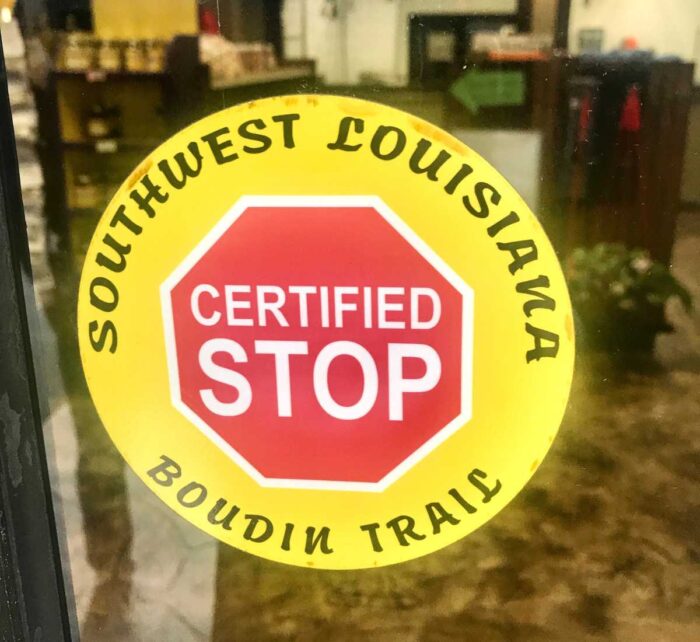 SOUTHWEST LOUISIANA
CERTIFIED
STOP
BOUDIN TRAIL